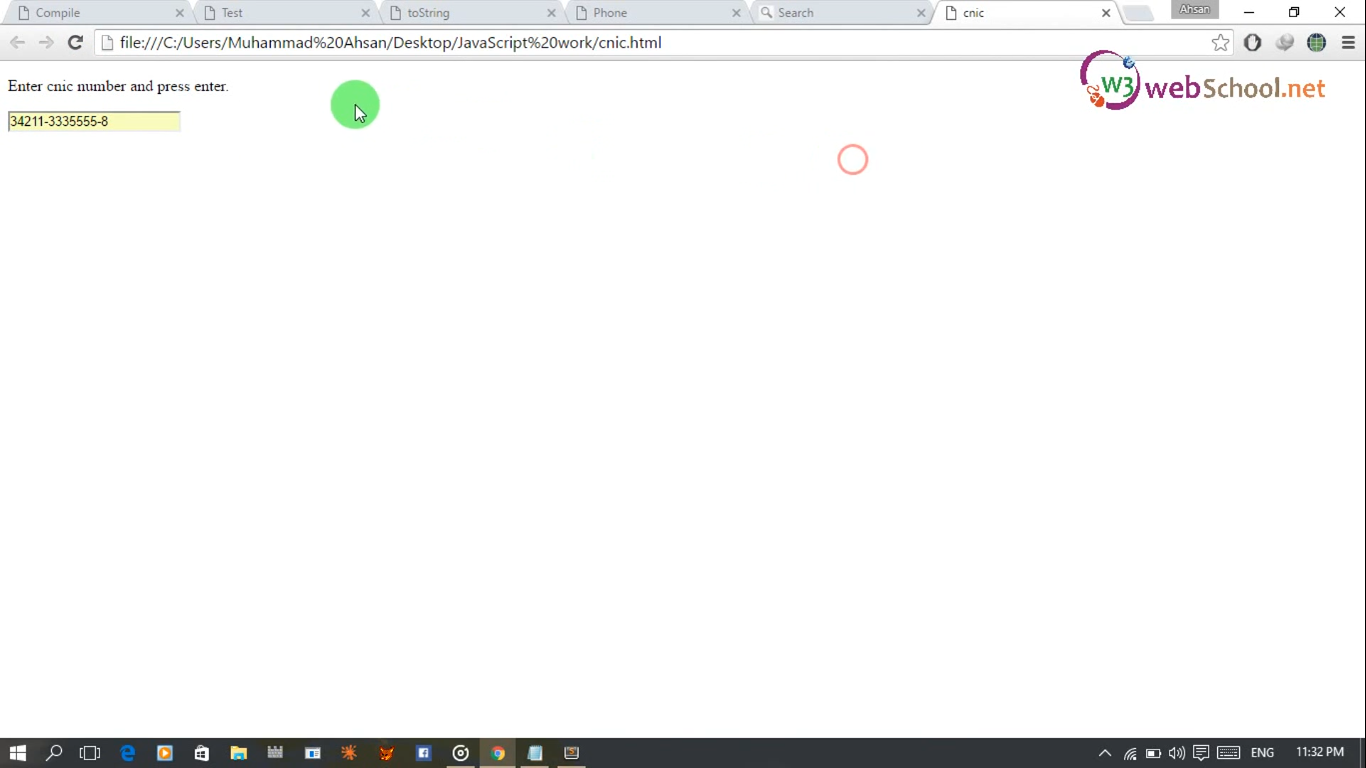 Compile
Test
toString
Phone
Search
cnic
Ahsan
file:///C:/Users/Muhammad%20Ahsan/Desktop/JavaScript%20work/cnic.html
W3 webSchool.net
Enter cnic number and press enter.
34211-3335555-8
ENG
11:32 PM